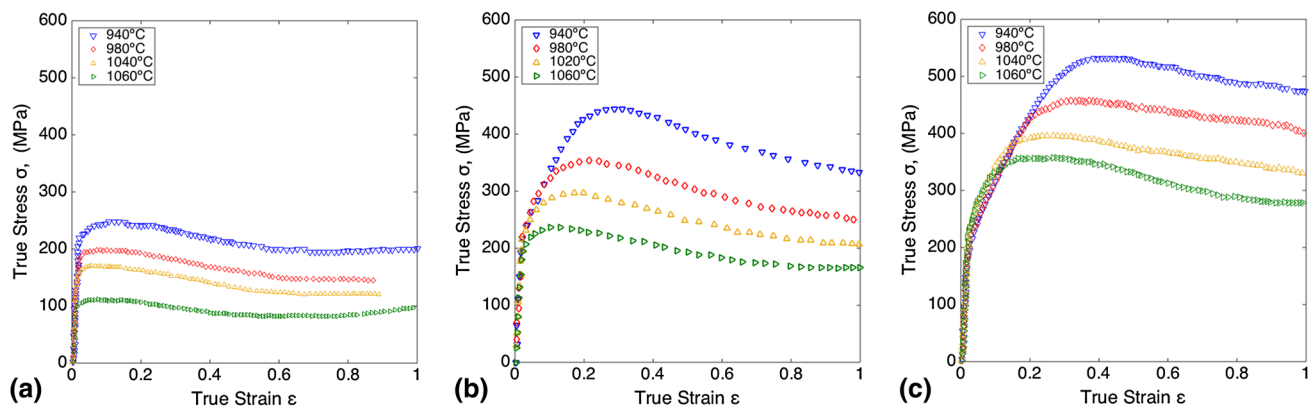 600
500
400
300
200
100
0
True Stress σ, (MPa)
940ºC
980ºC
1040ºC
1060ºC
0 0.2 0.4 0.6 0.8 1
True Strain ε
(a)
600
500
400
300
200
100
0
True Stress σ, (MPa)
940ºC
980ºC
1020ºC
1060ºC
0 0.2 0.4 0.6 0.8 1
True Strain ε
(b)
600
500
400
300
200
100
0
True Stress σ, (MPa)
940ºC
980ºC
1040ºC
1060ºC
0 0.2 0.4 0.6 0.8 1
True Strain ε
(c)